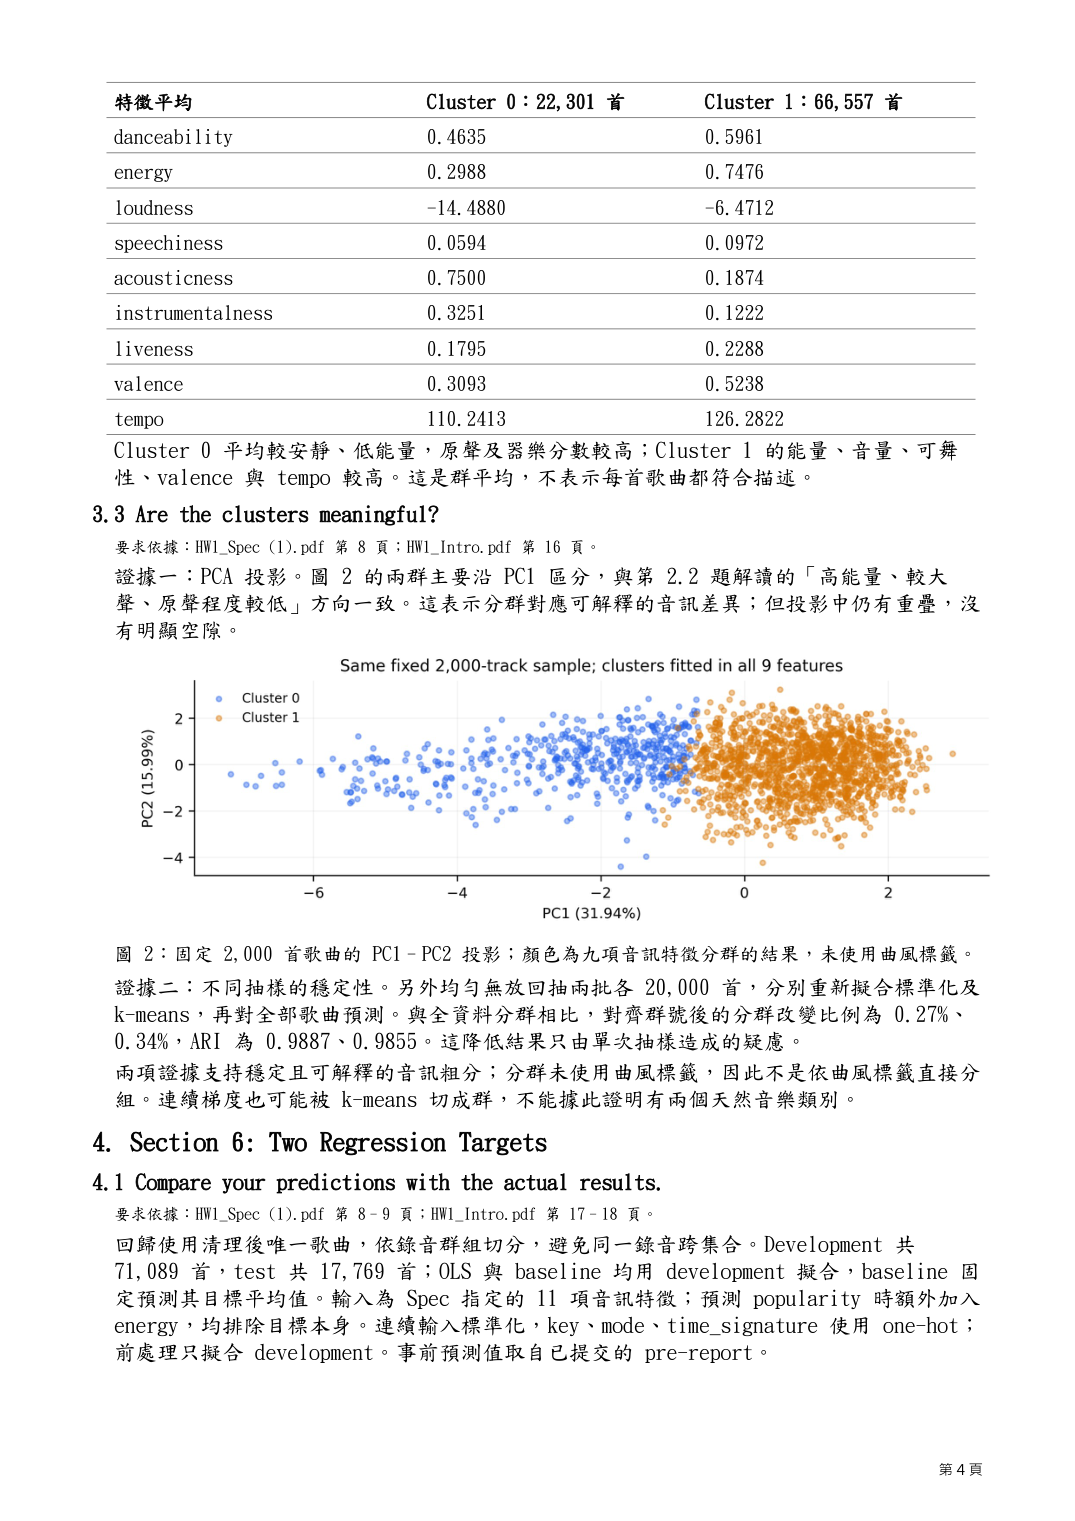 特徵平均 Cluster 0：22,301 首 Cluster 1：66,557 首
danceability 0.4635 0.5961
energy 0.2988 0.7476
loudness -14.4880 -6.4712
speechiness 0.0594 0.0972
acousticness 0.7500 0.1874
instrumentalness 0.3251 0.1222
liveness 0.1795 0.2288
valence 0.3093 0.5238
tempo 110.2413 126.2822
Cluster 0 平均較安靜、低能量，原聲及器樂分數較高；Cluster 1 的能量、音量、可舞
性、valence 與 tempo 較高。這是群平均，不表示每首歌曲都符合描述。
3.3 Are the clusters meaningful?
要求依據：HW1_Spec (1).pdf 第 8 頁；HW1_Intro.pdf 第 16 頁。
證據一：PCA 投影。圖 2 的兩群主要沿 PC1 區分，與第 2.2 題解讀的「高能量、較大
聲、原聲程度較低」方向一致。這表示分群對應可解釋的音訊差異；但投影中仍有重疊，沒
有明顯空隙。
Same fixed 2,000-track sample; clusters fitted in all 9 features
Cluster 0
Cluster 1
2
0
−2
−4
PC2 (15.99%)
−6 −4 −2 0 2
PC1 (31.94%)
圖 2：固定 2,000 首歌曲的 PC1–PC2 投影；顏色為九項音訊特徵分群的結果，未使用曲風標籤。
證據二：不同抽樣的穩定性。另外均勻無放回抽兩批各 20,000 首，分別重新擬合標準化及
k-means，再對全部歌曲預測。與全資料分群相比，對齊群號後的分群改變比例為 0.27%、
0.34%，ARI 為 0.9887、0.9855。這降低結果只由單次抽樣造成的疑慮。
兩項證據支持穩定且可解釋的音訊粗分；分群未使用曲風標籤，因此不是依曲風標籤直接分
組。連續梯度也可能被 k-means 切成群，不能據此證明有兩個天然音樂類別。
4. Section 6: Two Regression Targets
4.1 Compare your predictions with the actual results.
要求依據：HW1_Spec (1).pdf 第 8–9 頁；HW1_Intro.pdf 第 17–18 頁。
回歸使用清理後唯一歌曲，依錄音群組切分，避免同一錄音跨集合。Development 共
71,089 首，test 共 17,769 首；OLS 與 baseline 均用 development 擬合，baseline 固
定預測其目標平均值。輸入為 Spec 指定的 11 項音訊特徵；預測 popularity 時額外加入
energy，均排除目標本身。連續輸入標準化，key、mode、time_signature 使用 one-hot；
前處理只擬合 development。事前預測值取自已提交的 pre-report。
第 4 頁